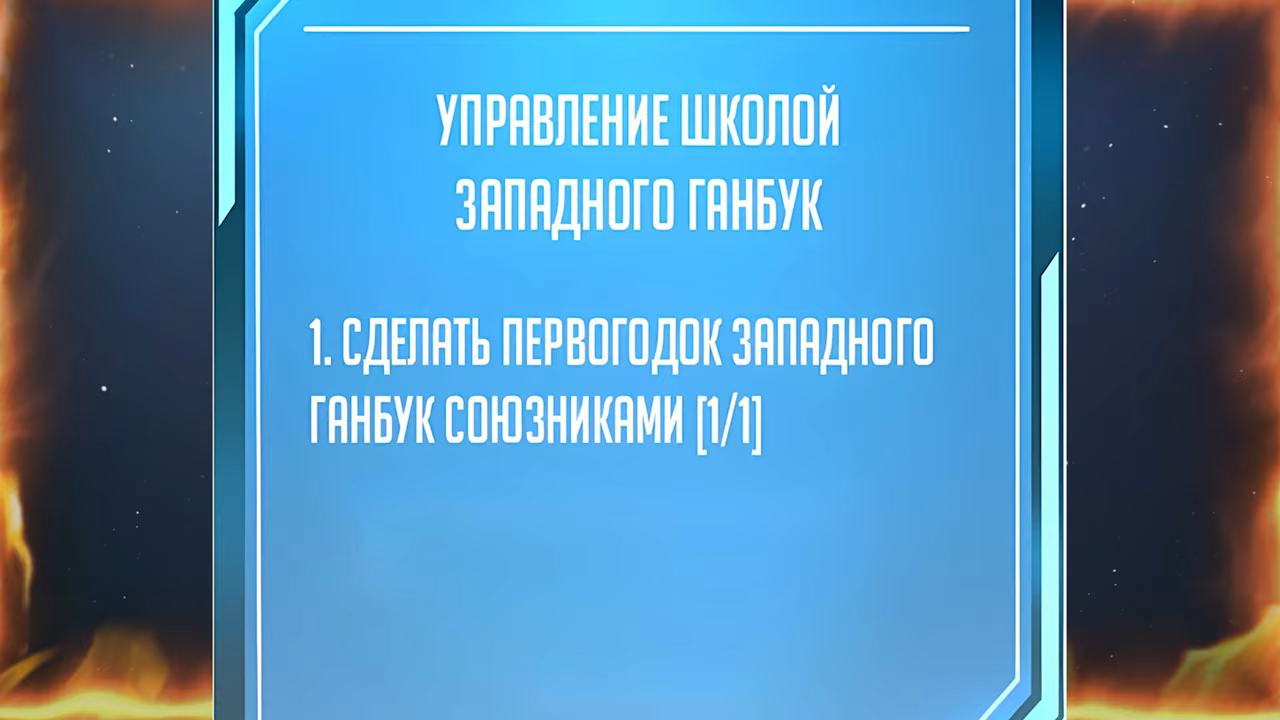 УПРАВЛЕНИЕ ШКОЛОЙ
ЗАПАДНОГО ГАНБУК
1. СДЕЛАТЬ ПЕРВОГОДОК ЗАПАДНОГО
ГАНБУК СОЮЗНИКАМИ [1/1]